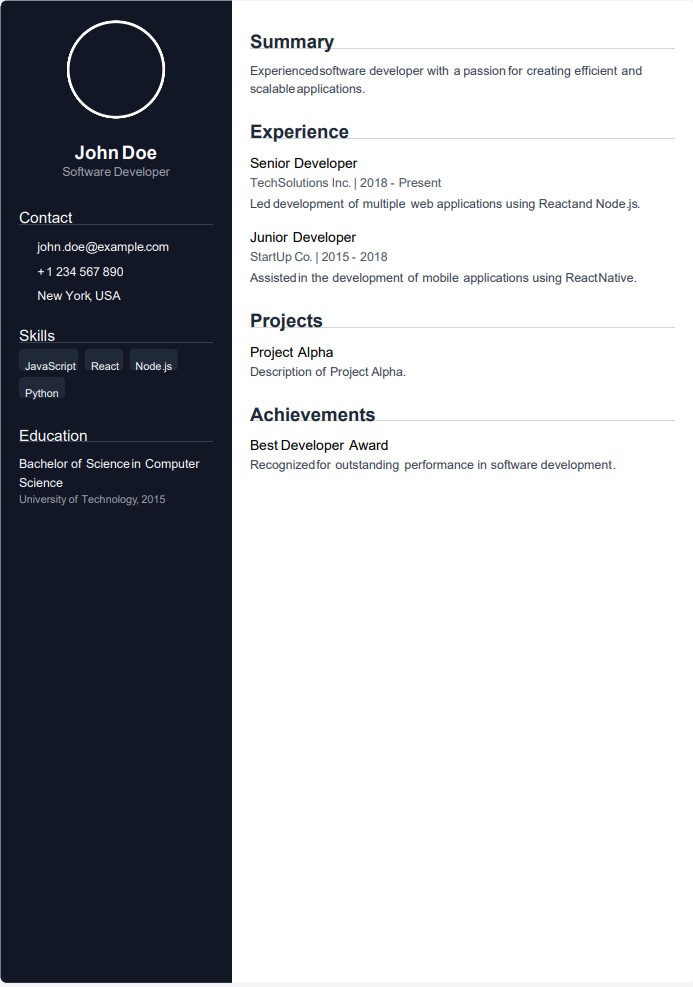 John Doe
Software Developer
Contact
john.doe@example.com
+1 234 567 890
New York, USA
Skills
JavaScript React Node.js
Python
Education
Bachelor of Science in Computer
Science
University of Technology, 2015
Summary
Experienced software developer with a passion for creating efficient and
scalable applications.
Experience
Senior Developer
TechSolutions Inc. | 2018 - Present
Led development of multiple web applications using React and Node.js.
Junior Developer
StartUp Co. | 2015 - 2018
Assisted in the development of mobile applications using React Native.
Projects
Project Alpha
Description of Project Alpha.
Achievements
Best Developer Award
Recognized for outstanding performance in software development.